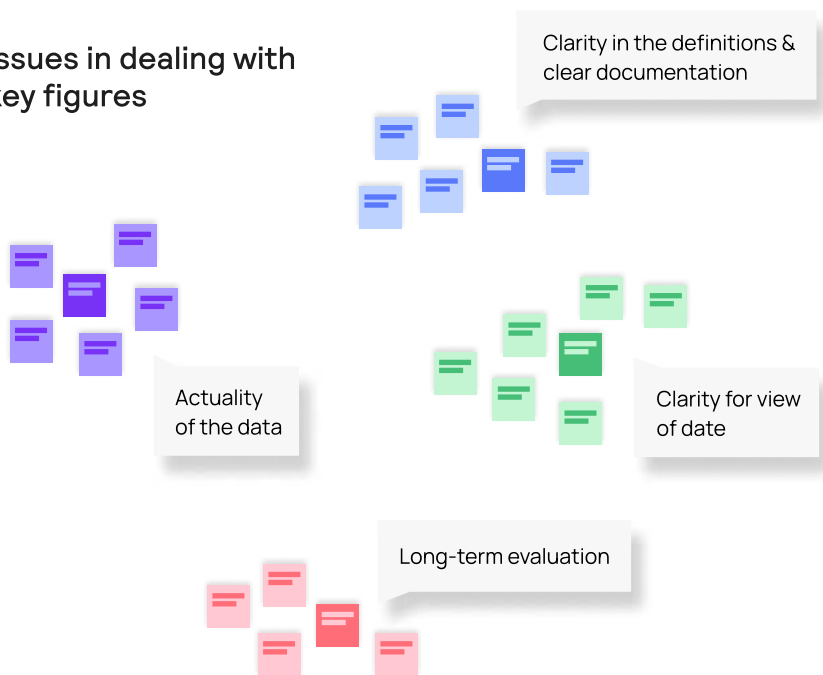 ssues in dealing with
key figures
Clarity in the definitions &
clear documentation
Actuality
of the data
Clarity for view
of date
Long-term evaluation